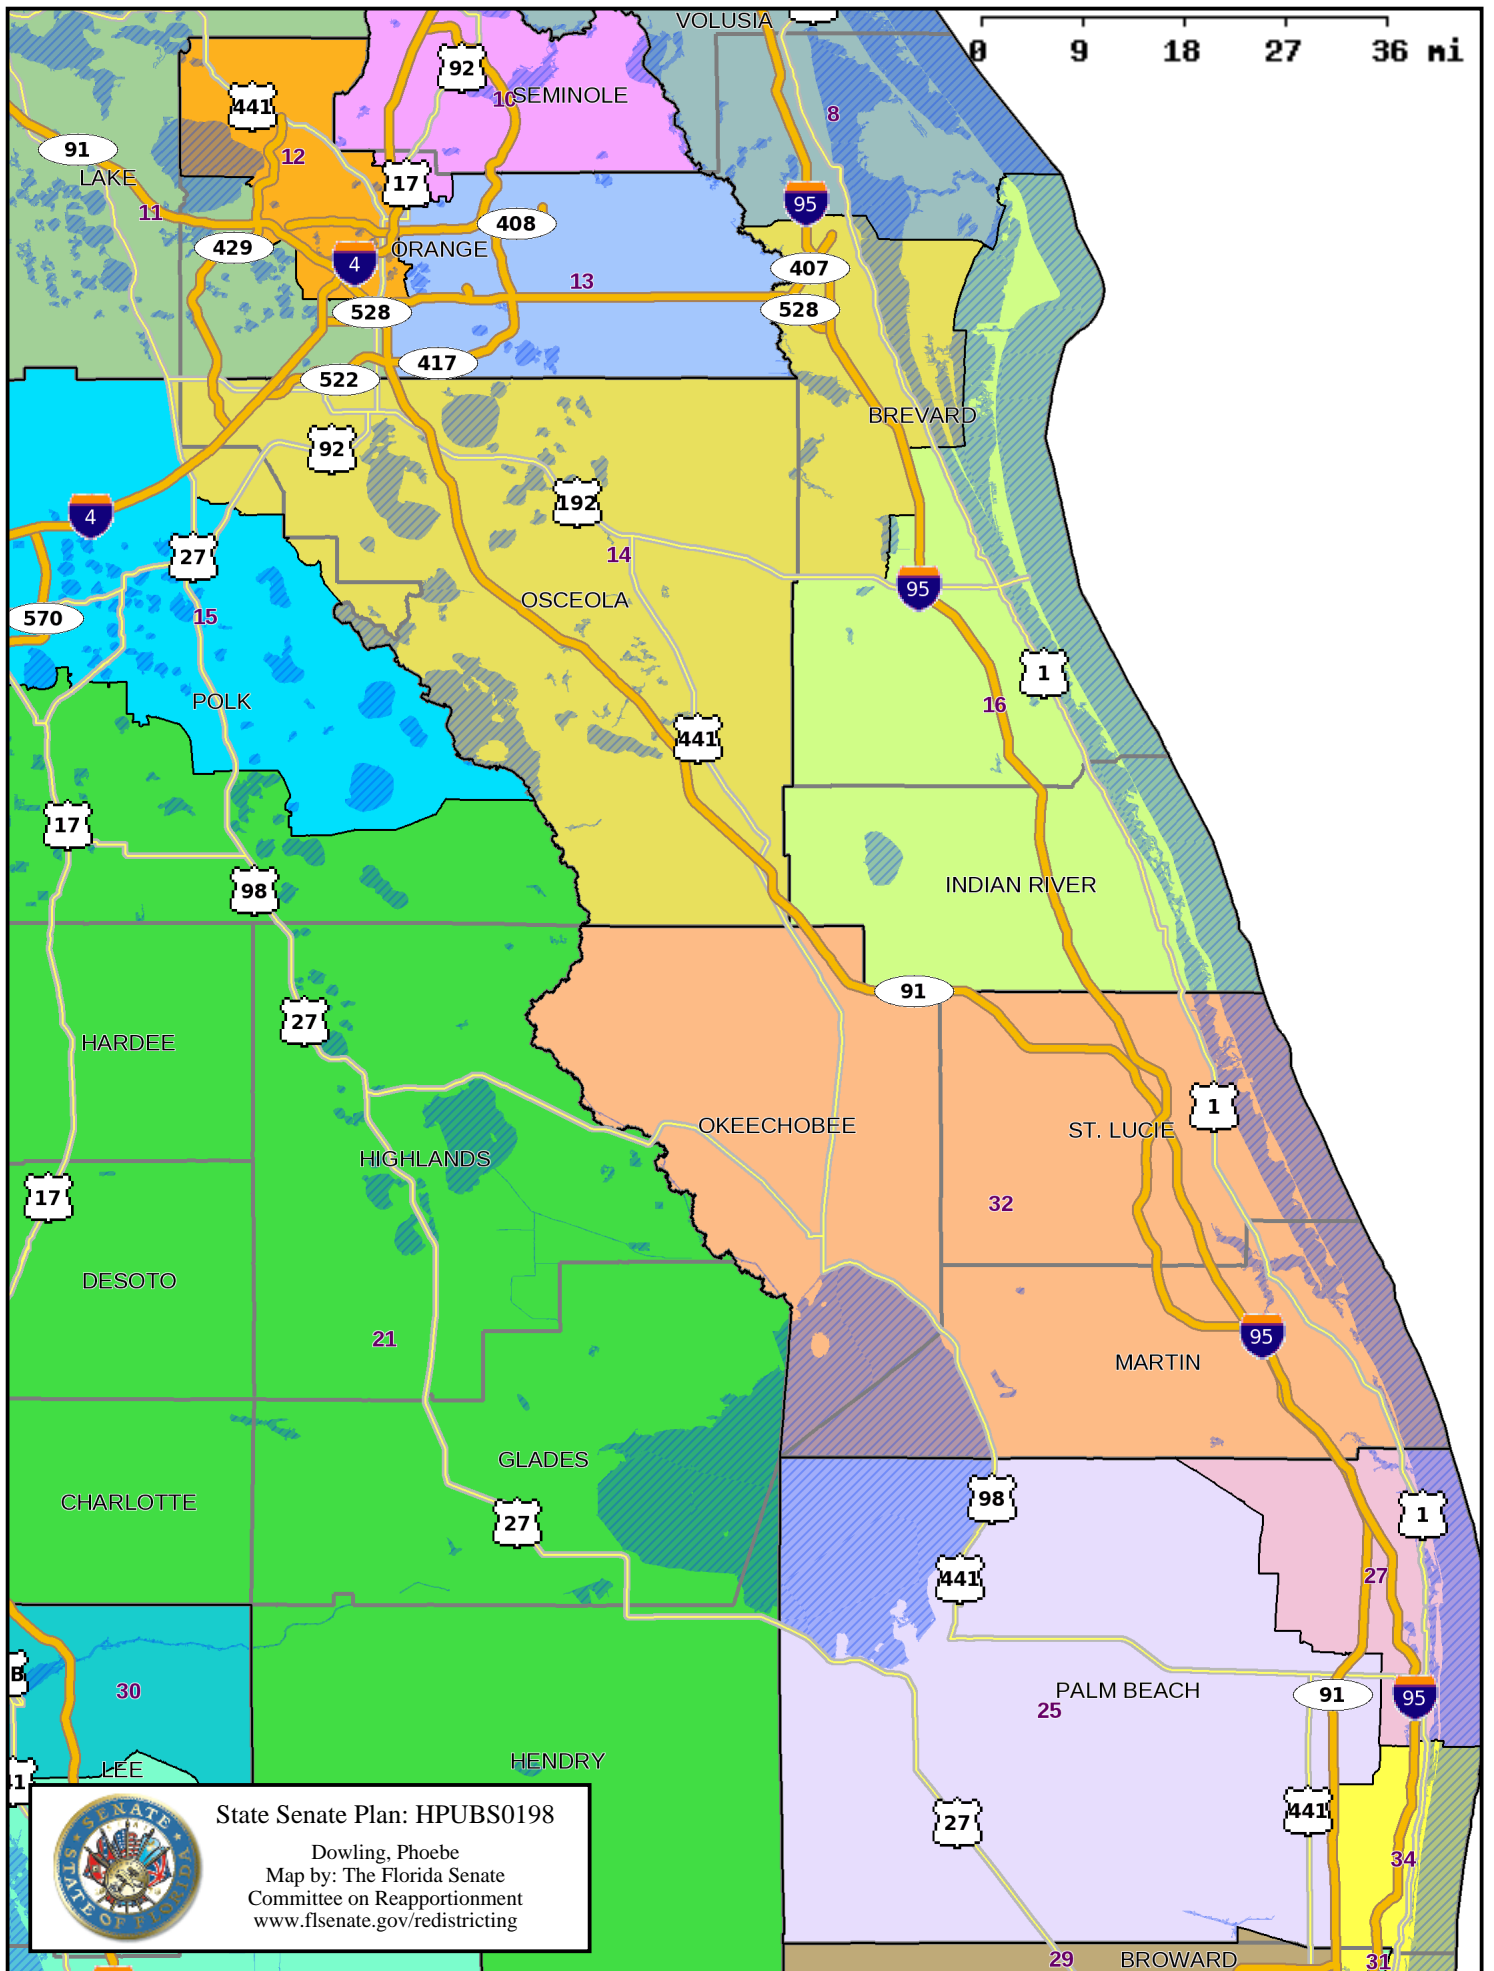 VOLUSIA
0 9 18 27 36 mi
92
10
SEMINOLE
441
8
91
12
LAKE
17
11
95
408
429
ORANGE
4
407
13
528
528
417
522
BREVARD
92
192
4
27
14
95
OSCEOLA
570
15
1
POLK
16
441
17
98
INDIAN RIVER
91
27
HARDEE
1
OKEECHOBEE
ST. LUCIE
HIGHLANDS
17
32
DESOTO
21
95
MARTIN
GLADES
98
CHARLOTTE
1
27
441
27
B
30
PALM BEACH
91
95
25
HENDRY
LEE
41
441
27
34
State Senate Plan: HPUBS0198
Dowling, Phoebe
Map by: The Florida Senate
Committee on Reapportionment
www.flsenate.gov/redistricting
SENATE
STATE OF FLORIDA
29
BROWARD
31